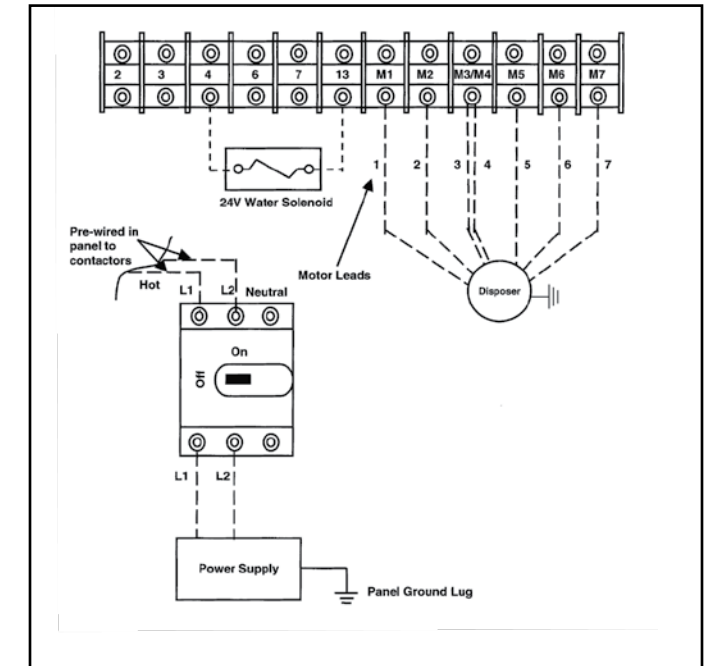 2 3 4 6 7 13 M1 M2 M3/M4 M5 M6 M7
1 2 3 4 5 6 7
24V Water Solenoid
Pre-wired in
panel to
contactors
Motor Leads
Disposer
Hot L1 L2 Neutral
On
Off
L1 L2
Power Supply
Panel Ground Lug